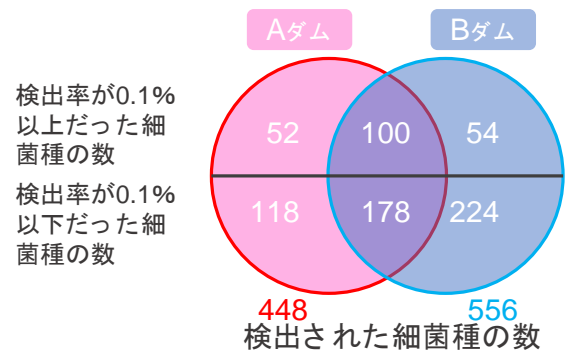 Aダム
Bダム
検出率が0.1%
以上だった細
菌種の数
52
100
54
検出率が0.1%
以下だった細
菌種の数
118
178
224
448
556
検出された細菌種の数